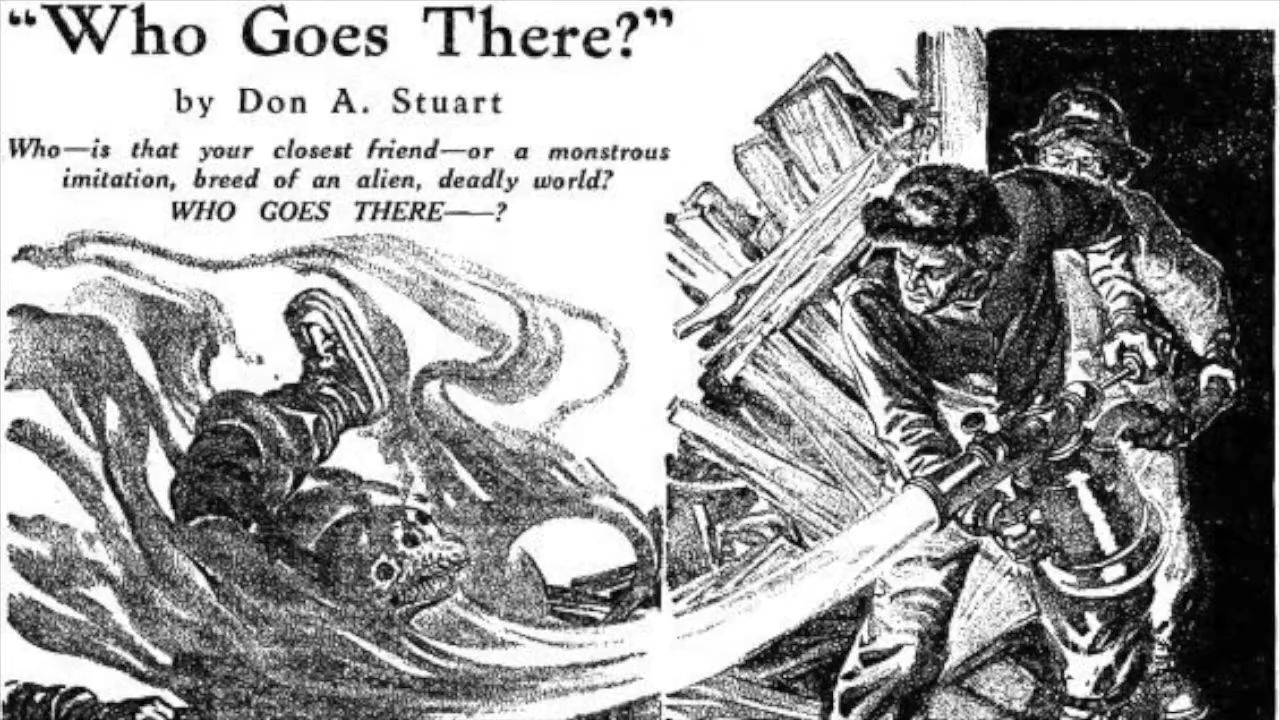 “Who Goes There?”
by Don A. Stuart
Who—is that your closest friend—or a monstrous
imitation, breed of an alien, deadly world?
WHO GOES THERE——?